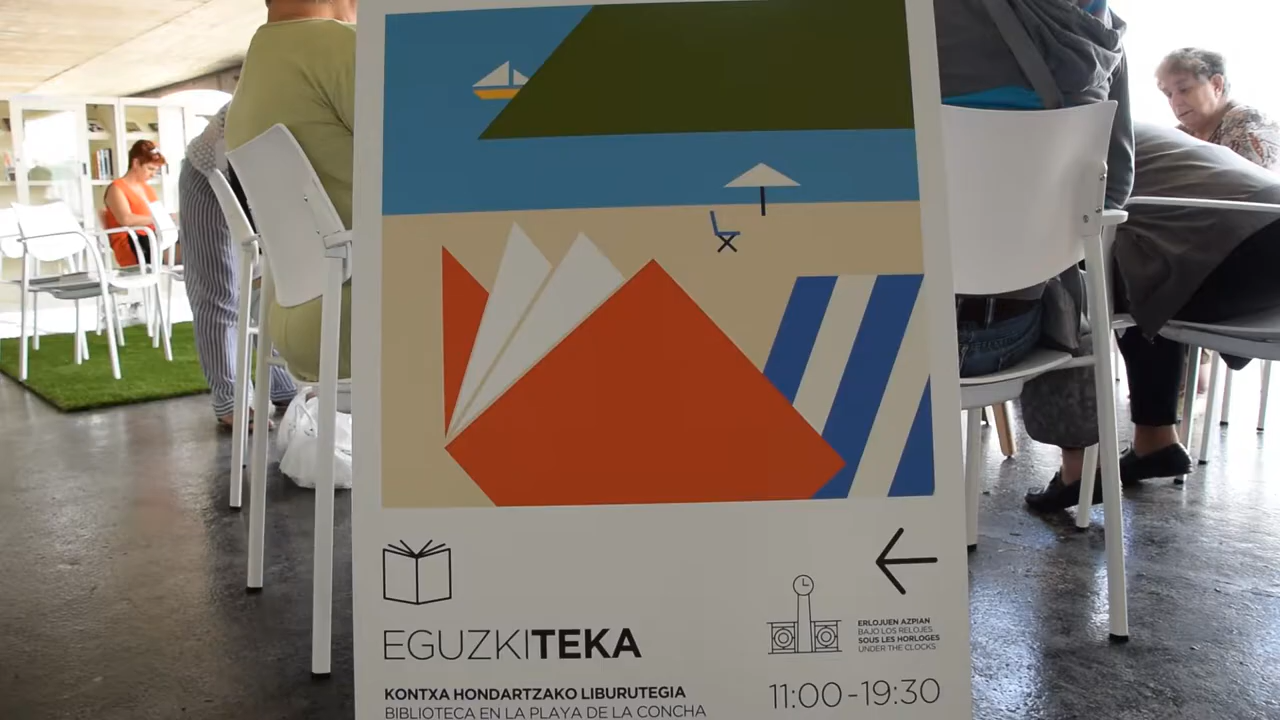 EGUZKITEKA
KONTXA HONDARTZAKO LIBURUTEGIA
BIBLIOTECA EN LA PLAYA DE LA CONCHA
ERLOJUEN AZPIAN
BAJO LOS RELOJES
SOUS LES HORLOGES
UNDER THE CLOCKS
11:00-19:30